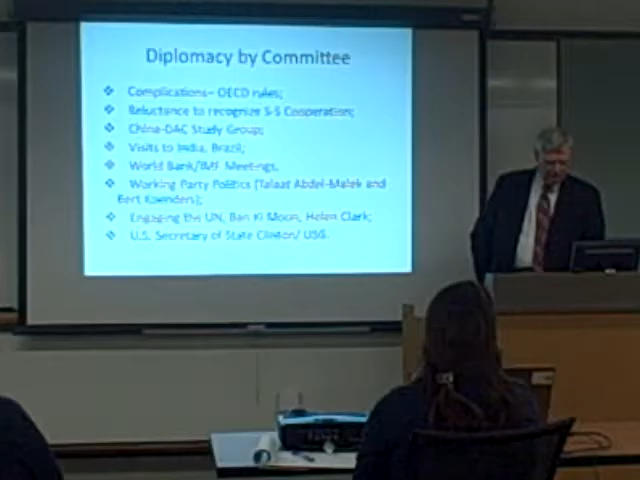 Diplomacy by Committee
Complications– OECD rules;
Reluctance to recognize S-S Cooperation;
China-DAC Study Group;
Visits to India, Brazil;
World Bank/IMF Meetings.
Working Party Politics (Talaat Abdel-Malek and
Bert Koenders);
Engaging the UN, Ban Ki Moon, Helen Clark;
U.S. Secretary of State Clinton/ USG.